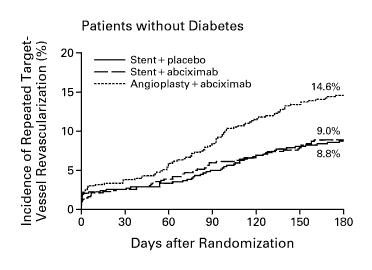 Patients without Diabetes
Incidence of Repeated Target-
Vessel Revascularization (%)
20
15
10
5
0
Stent + placebo
Stent + abciximab
Angioplasty + abciximab
14.6%
9.0%
8.8%
0 30 60 90 120 150 180
Days after Randomization